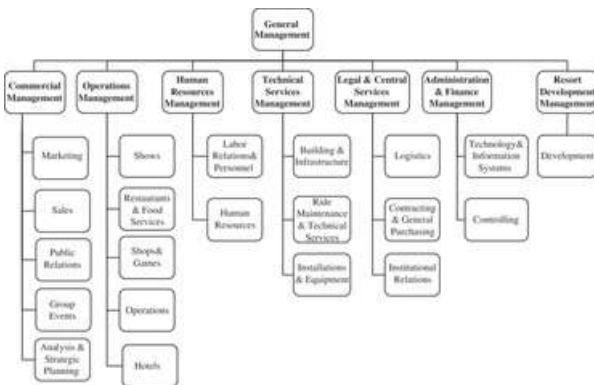 General
Management
Commercial
Management
Operations
Management
Human
Resources
Management
Technical
Services
Management
Legal & Central
Services
Management
Administration
& Finance
Management
Resort
Development
Management
Marketing
Sales
Public
Relations
Group
Events
Analysis &
Strategic
Planning
Shows
Restaurants
& Food
Services
Shops&
Games
Operations
Hotels
Labor
Relations&
Personnel
Human
Resources
Building &
Infrastructure
Ride
Maintenance
& Technical
Services
Installations
& Equipment
Logistics
Contracting
& General
Purchasing
Institutional
Relations
Technology&
Information
Systems
Controlling
Development